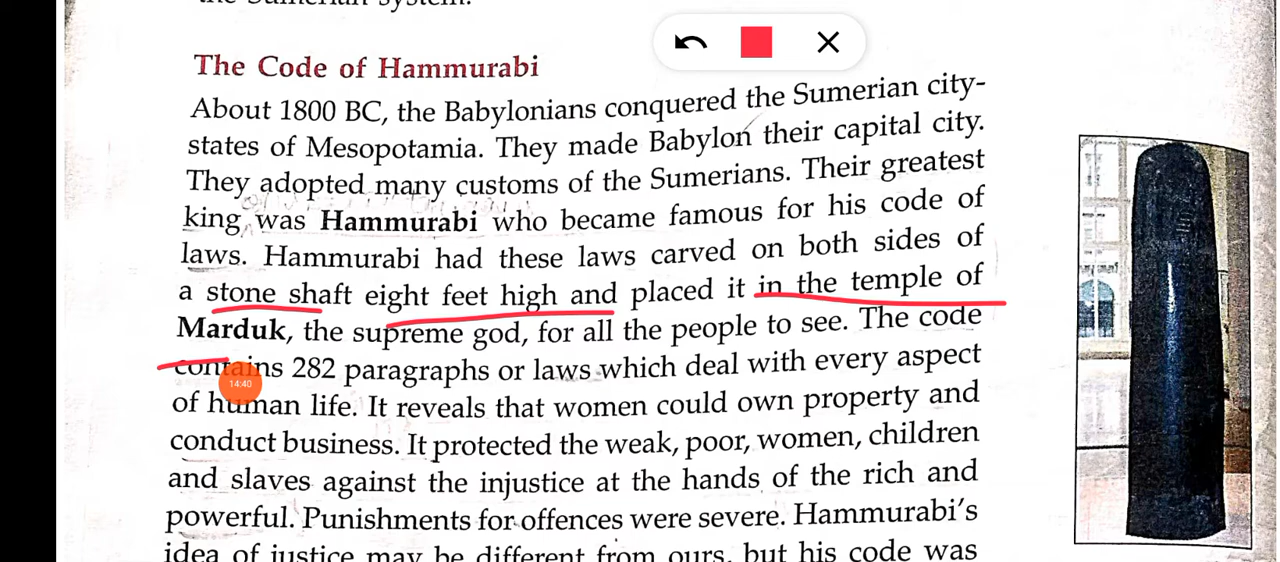 the Sumerian system.
The Code of Hammurabi
About 1800 BC, the Babylonians conquered the Sumerian city-
states of Mesopotamia. They made Babylon their capital city.
They adopted many customs of the Sumerians. Their greatest
king was Hammurabi who became famous for his code of
laws. Hammurabi had these laws carved on both sides of
a stone shaft eight feet high and placed it in the temple of
Marduk, the supreme god, for all the people to see. The code
contains 282 paragraphs or laws which deal with every aspect
14:40
of human life. It reveals that women could own property and
conduct business. It protected the weak, poor, women, children
and slaves against the injustice at the hands of the rich and
powerful. Punishments for offences were severe. Hammurabi's
idea of justice may be different from ours, but his code was